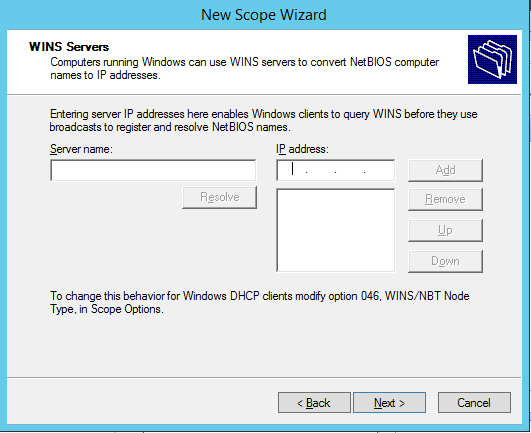 New Scope Wizard
WINS Servers
Computers running Windows can use WINS servers to convert NetBIOS computer
names to IP addresses.
Entering server IP addresses here enables Windows clients to query WINS before they use
broadcasts to register and resolve NetBIOS names.
Server name:
IP address:
Add
Resolve
Remove
Up
Down
To change this behavior for Windows DHCP clients modify option 046, WINS/NBT Node
Type, in Scope Options.
< Back
Next >
Cancel